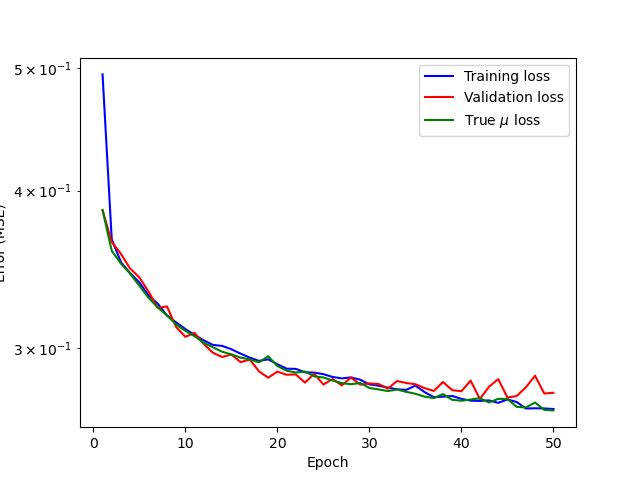 5 × 10⁻¹
4 × 10⁻¹
3 × 10⁻¹
Error (MSE)
Training loss
Validation loss
True μ loss
0 10 20 30 40 50
Epoch